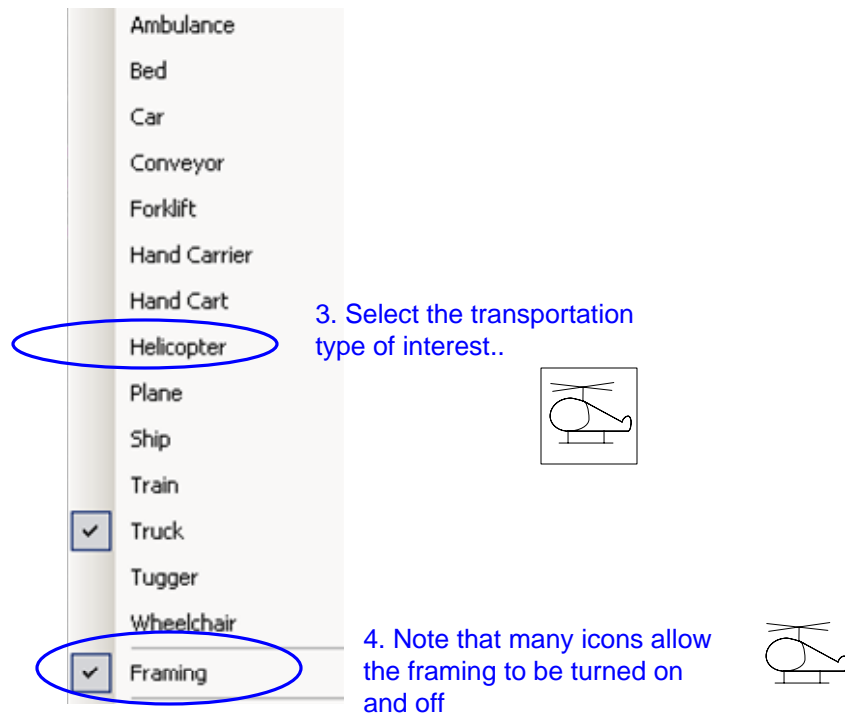 Ambulance
Bed
Car
Conveyor
Forklift
Hand Carrier
Hand Cart
3. Select the transportation
type of interest..
Helicopter
Plane
Ship
Train
Truck
Tugger
Wheelchair
4. Note that many icons allow
the framing to be turned on
and off
Framing